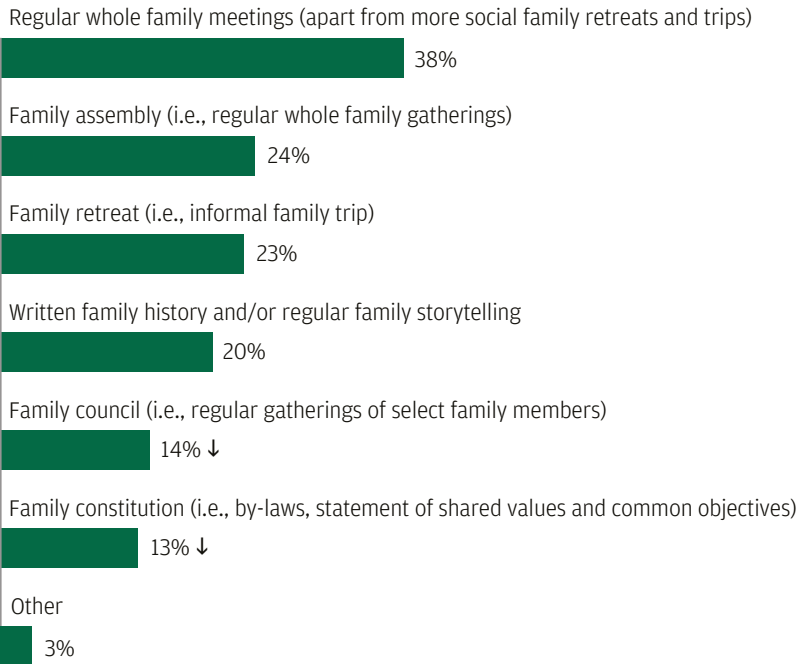 Regular whole family meetings (apart from more social family retreats and trips)
38%
Family assembly (i.e., regular whole family gatherings)
24%
Family retreat (i.e., informal family trip)
23%
Written family history and/or regular family storytelling
20%
Family council (i.e., regular gatherings of select family members)
14% ↓
Family constitution (i.e., by-laws, statement of shared values and common objectives)
13% ↓
Other
3%